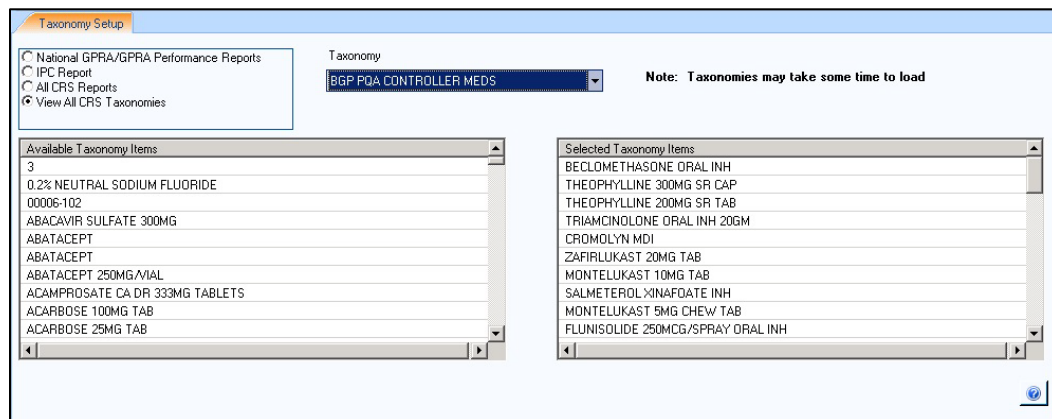 Taxonomy Setup
National GPRA/GPRA Performance Reports
IPC Report
All CRS Reports
View All CRS Taxonomies
Taxonomy
BGP PQA CONTROLLER MEDS
Note: Taxonomies may take some time to load
Available Taxonomy Items
3
0.2% NEUTRAL SODIUM FLUORIDE
00006-102
ABACAVIR SULFATE 300MG
ABATACEPT
ABATACEPT
ABATACEPT 250MG/VIAL
ACAMPROSATE CA DR 333MG TABLETS
ACARBOSE 100MG TAB
ACARBOSE 25MG TAB
Selected Taxonomy Items
BECLOMETHASONE ORAL INH
THEOPHYLLINE 300MG SR CAP
THEOPHYLLINE 200MG SR TAB
TRIAMCINOLONE ORAL INH 20GM
CROMOLYN MDI
ZAFIRLUKAST 20MG TAB
MONTELUKAST 10MG TAB
SALMETEROL XINAFOATE INH
MONTELUKAST 5MG CHEW TAB
FLUNISOLIDE 250MCG/SPRAY ORAL INH